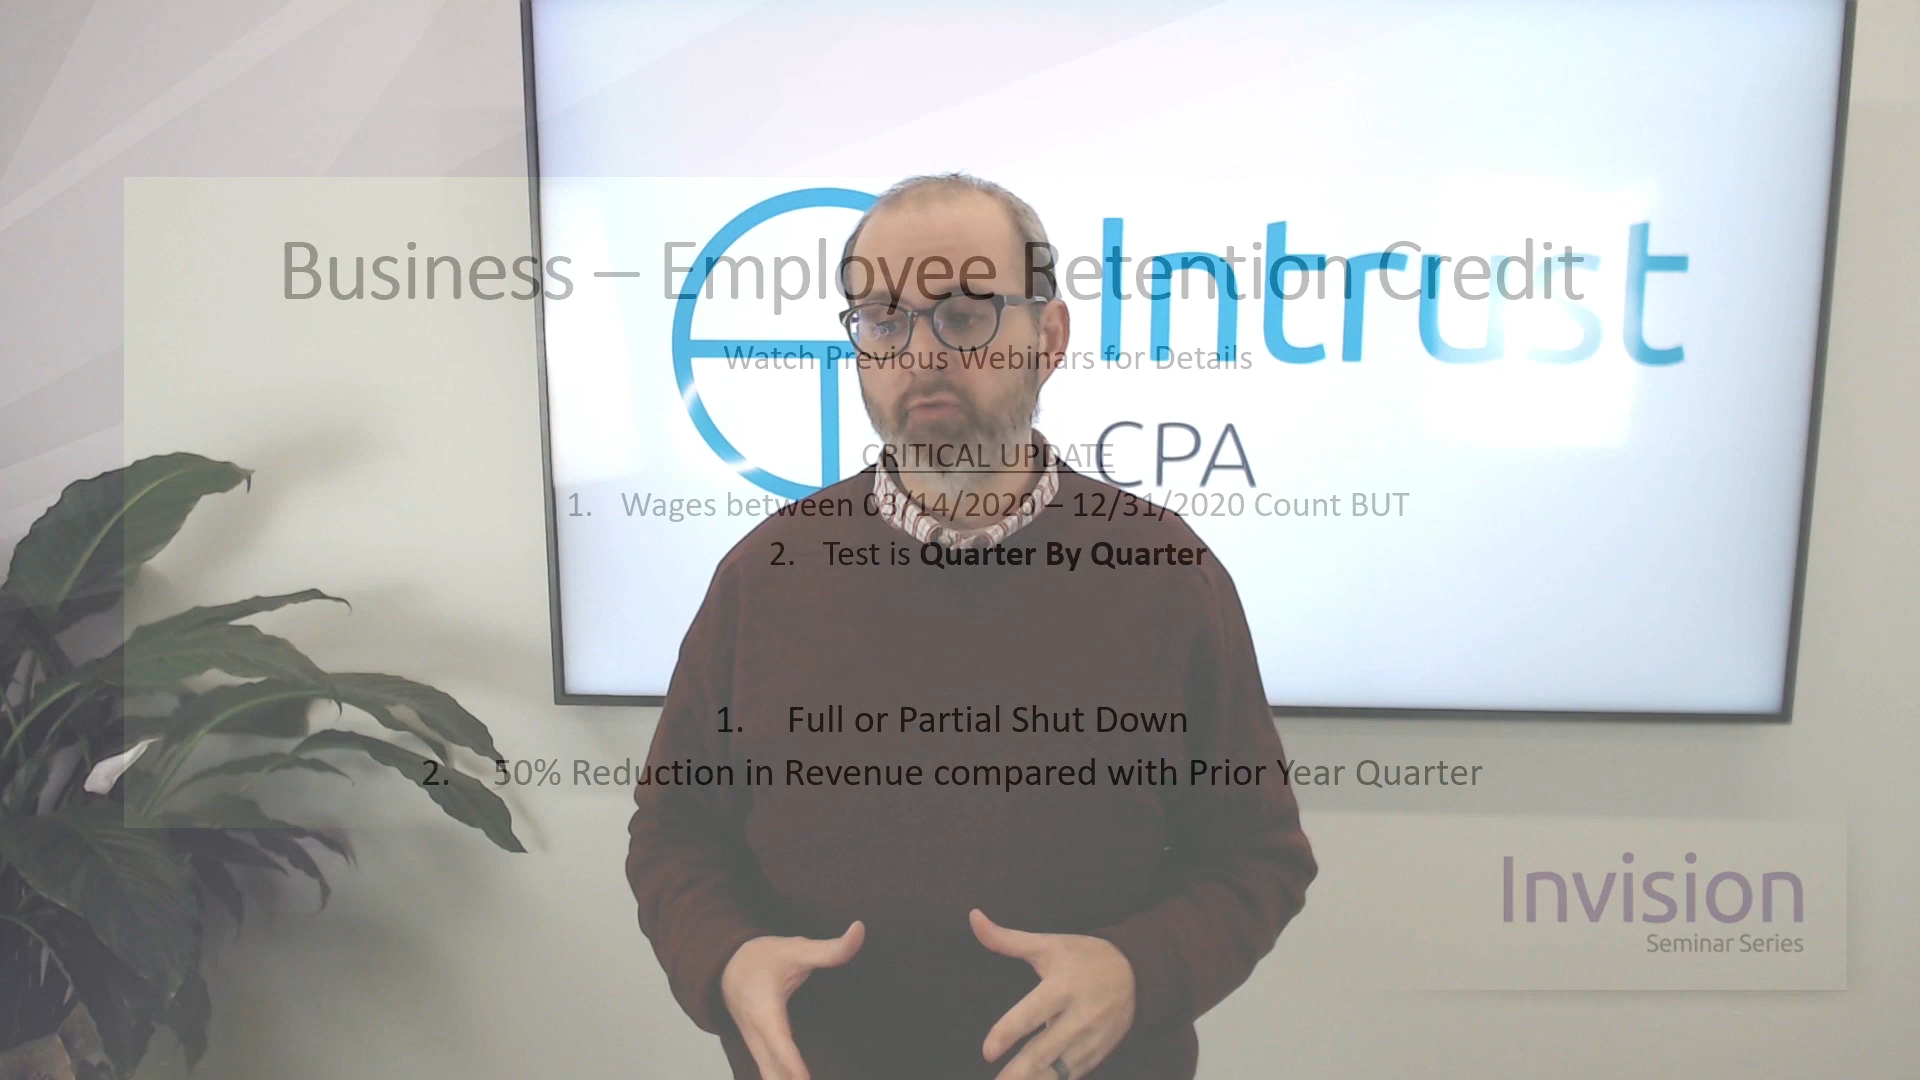 Business – Employee Retention Credit
Intrust
CPA
Watch Previous Webinars for Details
CRITICAL UPDATE
1. Wages between 03/14/2020 – 12/31/2020 Count BUT
2. Test is Quarter By Quarter
1. Full or Partial Shut Down
2. 50% Reduction in Revenue compared with Prior Year Quarter
Invision
Seminar Series